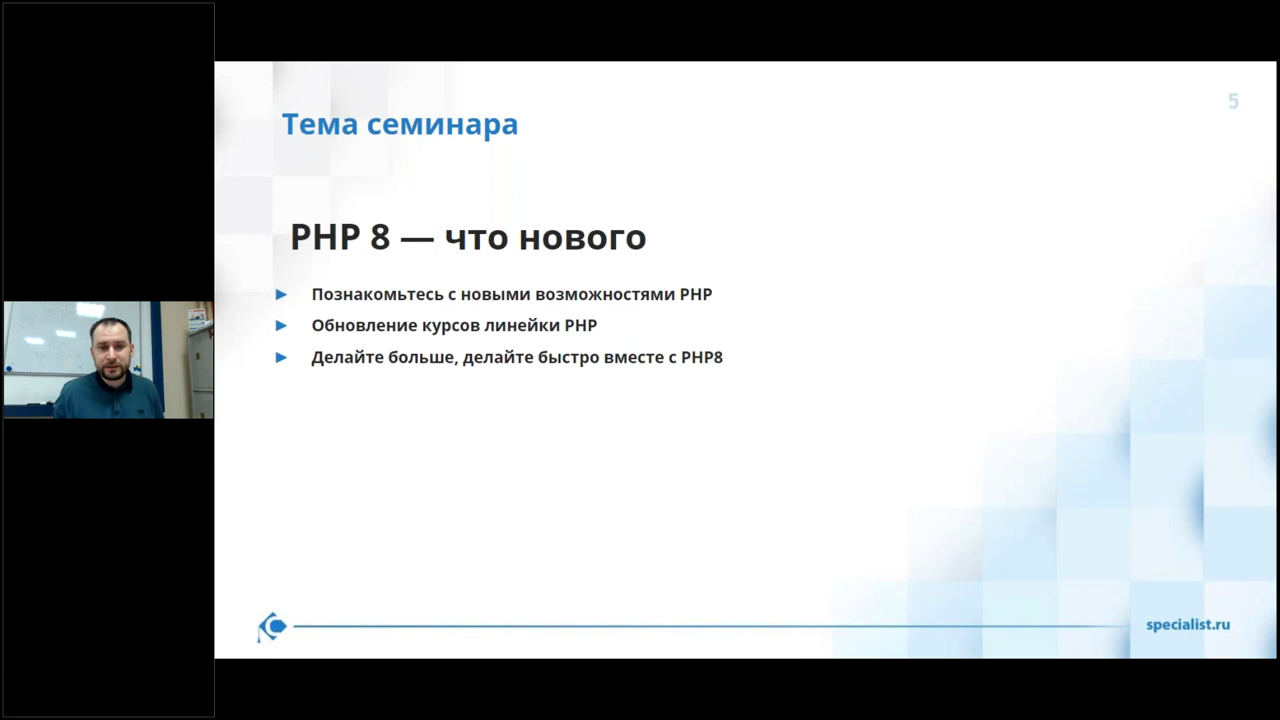 5
Тема семинара
PHP 8 — что нового
Познакомьтесь с новыми возможностями PHP
Обновление курсов линейки PHP
Делайте больше, делайте быстро вместе с PHP8
specialist.ru